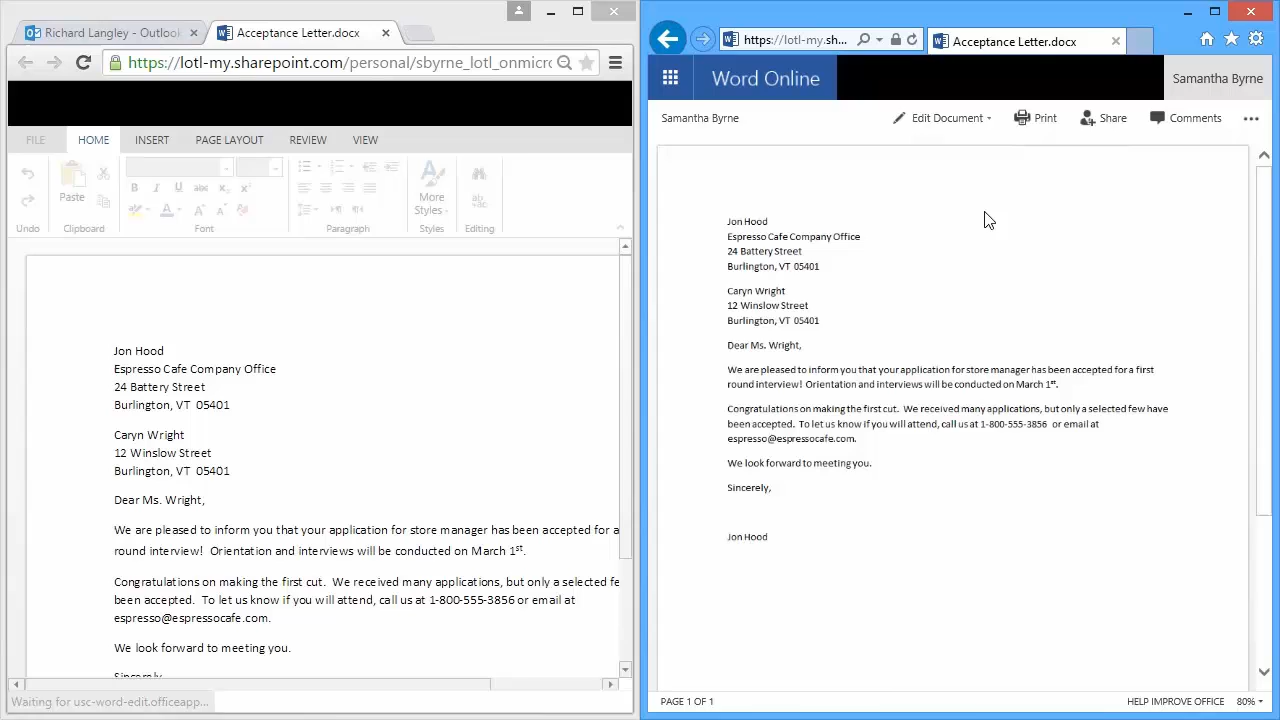 Richard Langley - Outlool
Acceptance Letter.docx
https://lotl-my.sharepoint.com/personal/sbyrne_lotl_onmicro
FILE
HOME
INSERT
PAGE LAYOUT
REVIEW
VIEW
Paste
B I U abc x₂ x²
ab A A A
More
Styles
abc
Undo
Clipboard
Font
Paragraph
Styles
Editing
Jon Hood
Espresso Cafe Company Office
24 Battery Street
Burlington, VT 05401
Caryn Wright
12 Winslow Street
Burlington, VT 05401
Dear Ms. Wright,
We are pleased to inform you that your application for store manager has been accepted for a
round interview! Orientation and interviews will be conducted on March 1st.
Congratulations on making the first cut. We received many applications, but only a selected fe
been accepted. To let us know if you will attend, call us at 1-800-555-3856 or email at
espresso@espressocafe.com.
We look forward to meeting you.
Sincerely,
Waiting for usc-word-edit.officeapp...
https://lotl-my.sh...
Acceptance Letter.docx
Word Online
Samantha Byrne
Samantha Byrne
Edit Document
Print
Share
Comments
Jon Hood
Espresso Cafe Company Office
24 Battery Street
Burlington, VT 05401
Caryn Wright
12 Winslow Street
Burlington, VT 05401
Dear Ms. Wright,
We are pleased to inform you that your application for store manager has been accepted for a first
round interview! Orientation and interviews will be conducted on March 1st.
Congratulations on making the first cut. We received many applications, but only a selected few have
been accepted. To let us know if you will attend, call us at 1-800-555-3856 or email at
espresso@espressocafe.com.
We look forward to meeting you.
Sincerely,
Jon Hood
PAGE 1 OF 1
HELP IMPROVE OFFICE
80%